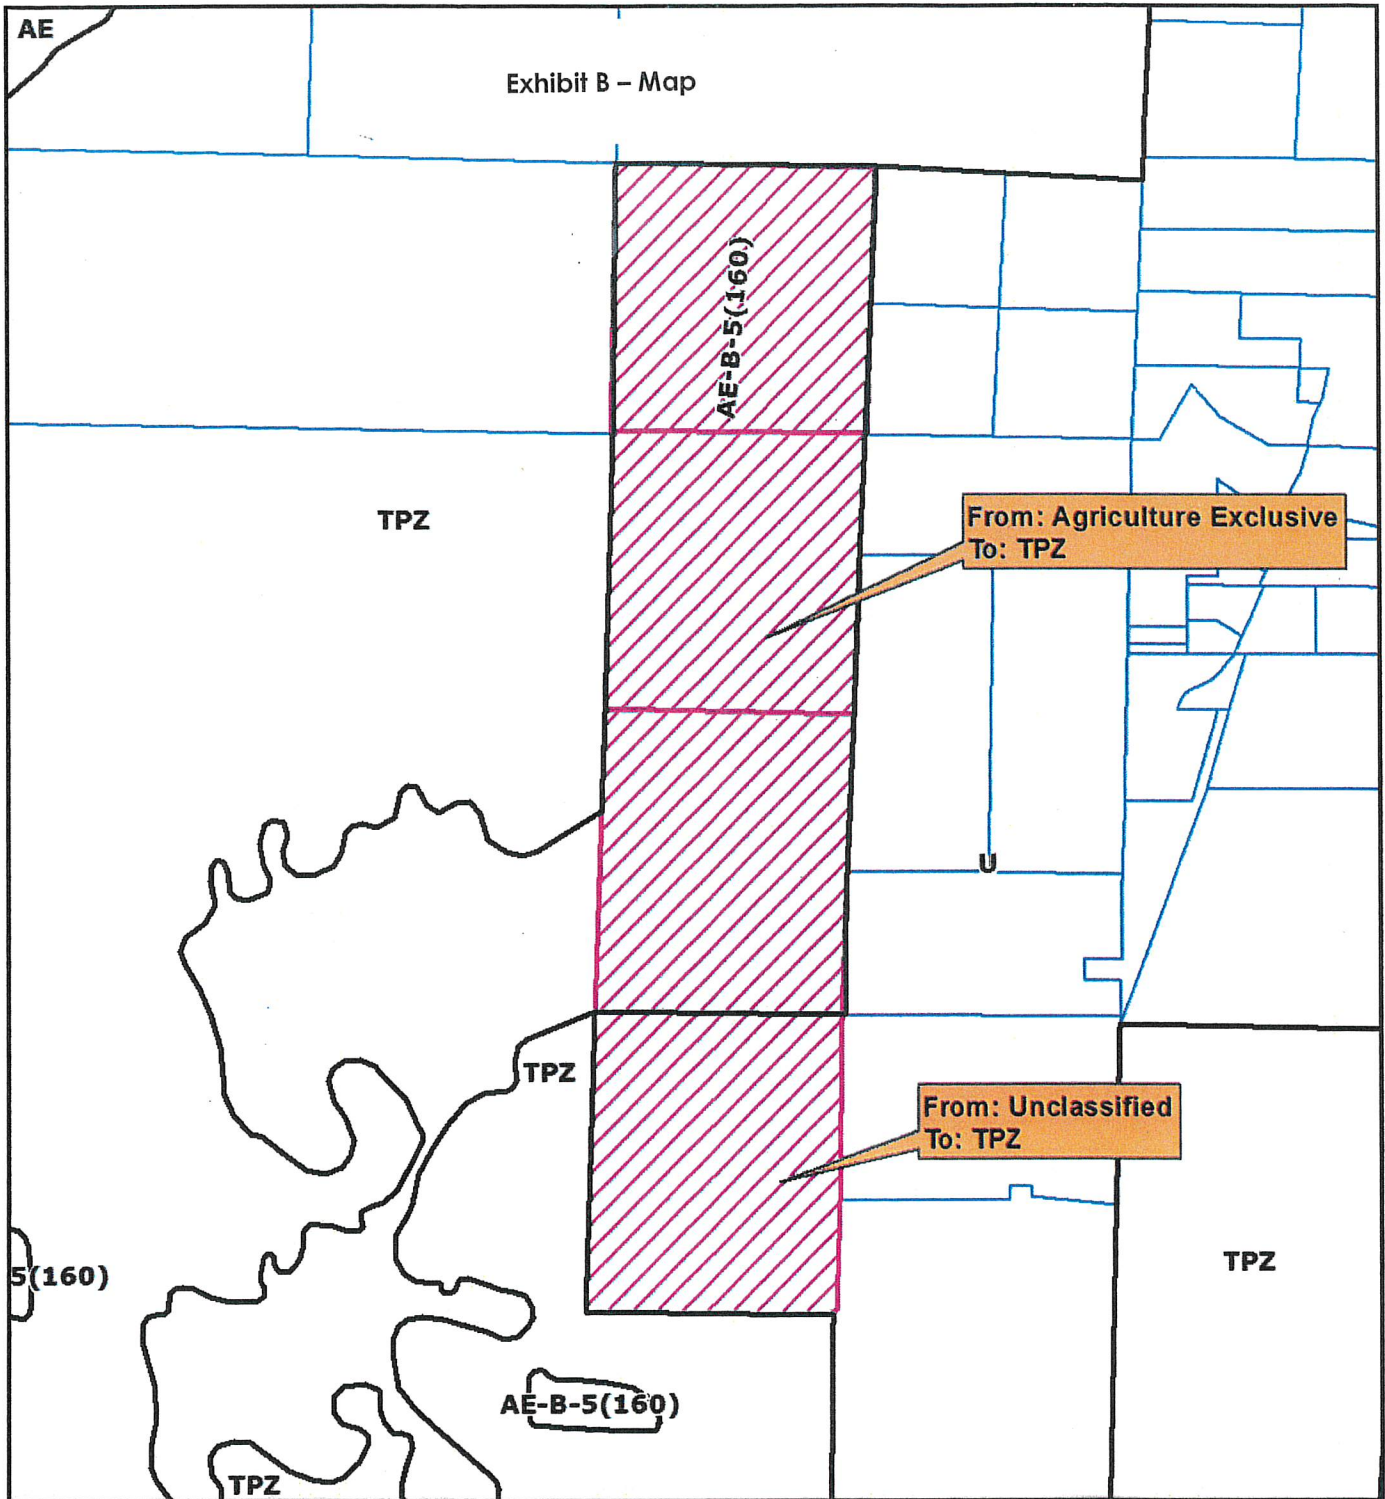 AE
Exhibit B – Map
AE-B-5(160)
TPZ
From: Agriculture Exclusive
To: TPZ
U
TPZ
From: Unclassified
To: TPZ
TPZ
5(160)
AE-B-5(160)
TPZ